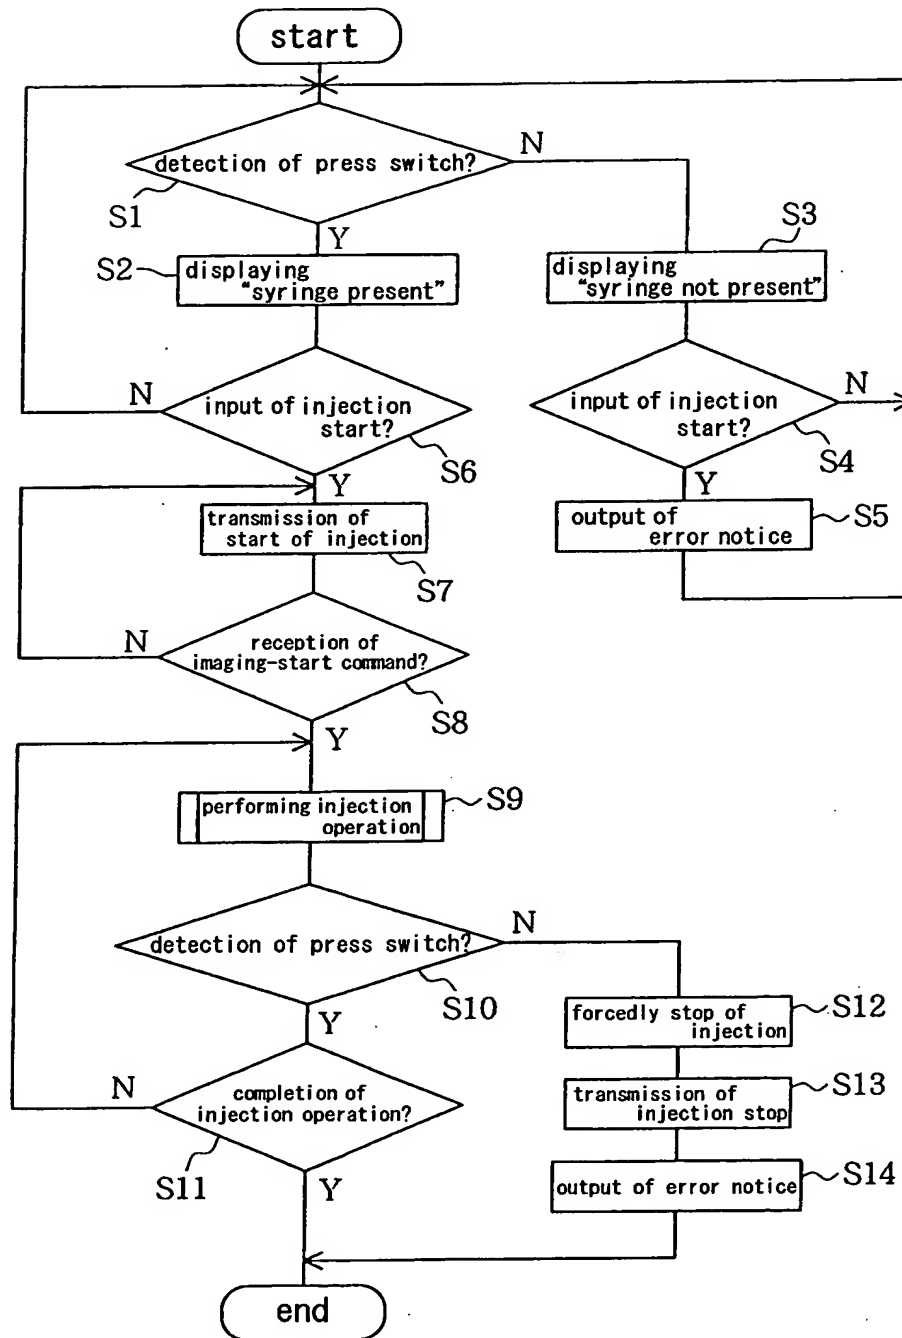 start
detection of press switch?
N
S1
Y
S2
displaying
"syringe present"
S3
displaying
"syringe not present"
N
input of injection
start?
S6
Y
input of injection
start?
N
S4
Y
transmission of
start of injection
S7
output of
error notice
S5
N
reception of
imaging-start command?
S8
Y
performing injection
operation
S9
detection of press switch?
N
S10
Y
forcedly stop of
injection
S12
N
completion of
injection operation?
S11
Y
transmission of
injection stop
S13
output of error notice
S14
end